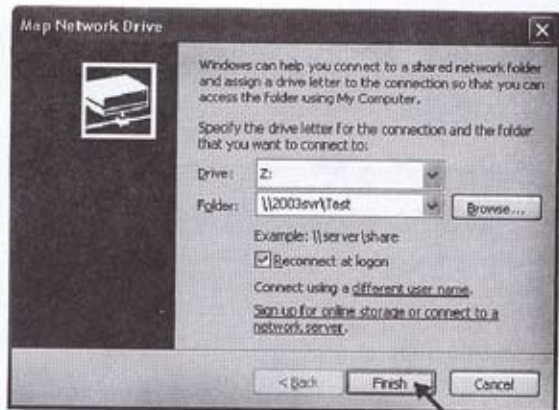 Map Network Drive
Windows can help you connect to a shared network folder
and assign a drive letter to the connection so that you can
access the folder using My Computer.
Specify the drive letter for the connection and the folder
that you want to connect to:
Drive: Z:
Folder: \\2003svr\Test Browse...
Example: \\server\share
Reconnect at logon
Connect using a different user name.
Sign up for online storage or connect to a
network server.
< Back Finish Cancel